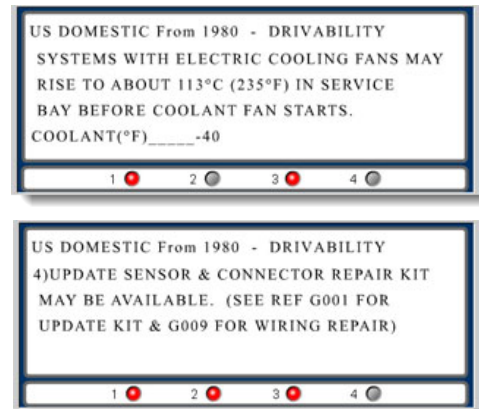 US DOMESTIC From 1980 - DRIVABILITY
SYSTEMS WITH ELECTRIC COOLING FANS MAY
RISE TO ABOUT 113°C (235°F) IN SERVICE
BAY BEFORE COOLANT FAN STARTS.
COOLANT(°F)_____-40
1 2 3 4
US DOMESTIC From 1980 - DRIVABILITY
4)UPDATE SENSOR & CONNECTOR REPAIR KIT
MAY BE AVAILABLE. (SEE REF G001 FOR
UPDATE KIT & G009 FOR WIRING REPAIR)
1 2 3 4